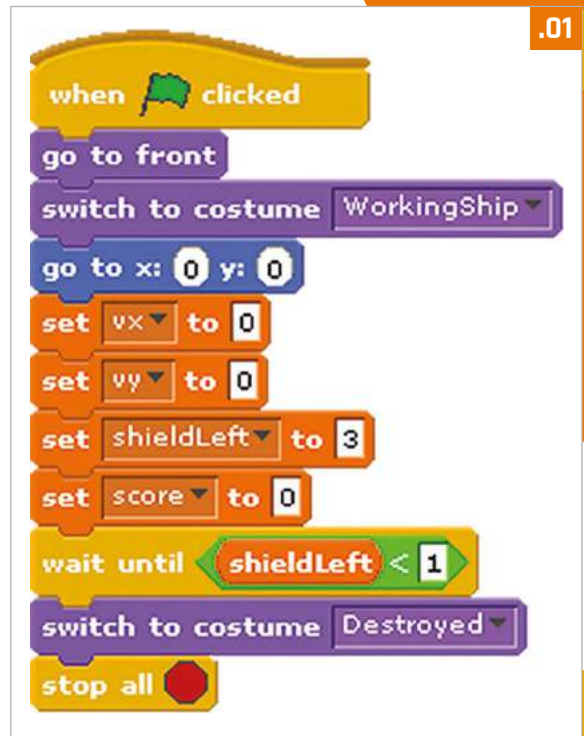 .01
when clicked
go to front
switch to costume WorkingShip
go to x: 0 y: 0
set vx to 0
set vy to 0
set shieldLeft to 3
set score to 0
wait until shieldLeft < 1
switch to costume Destroyed
stop all